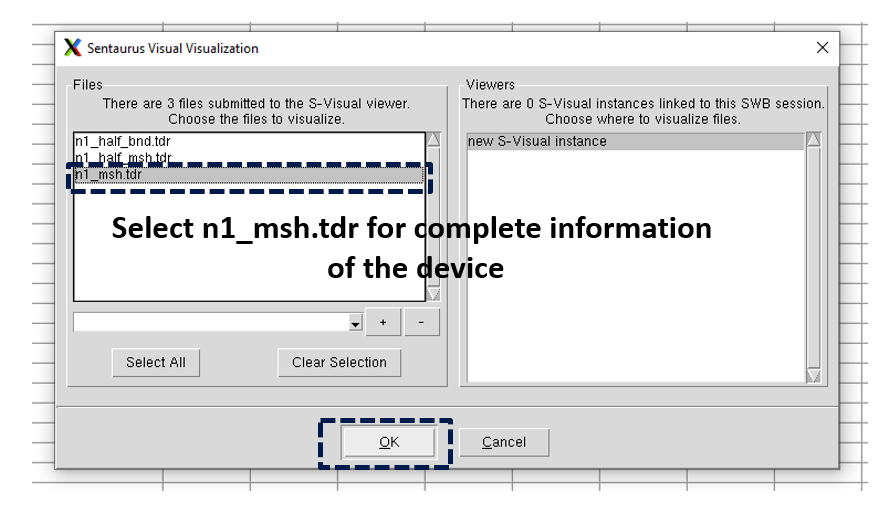 Sentaurus Visual Visualization
Files
There are 3 files submitted to the S-Visual viewer.
Choose the files to visualize.
n1_half_bnd.tdr
n1_half_msh.tdr
n1_msh.tdr
+
-
Select All
Clear Selection
Viewers
There are 0 S-Visual instances linked to this SWB session.
Choose where to visualize files.
new S-Visual instance
Select n1_msh.tdr for complete information
of the device
OK
Cancel